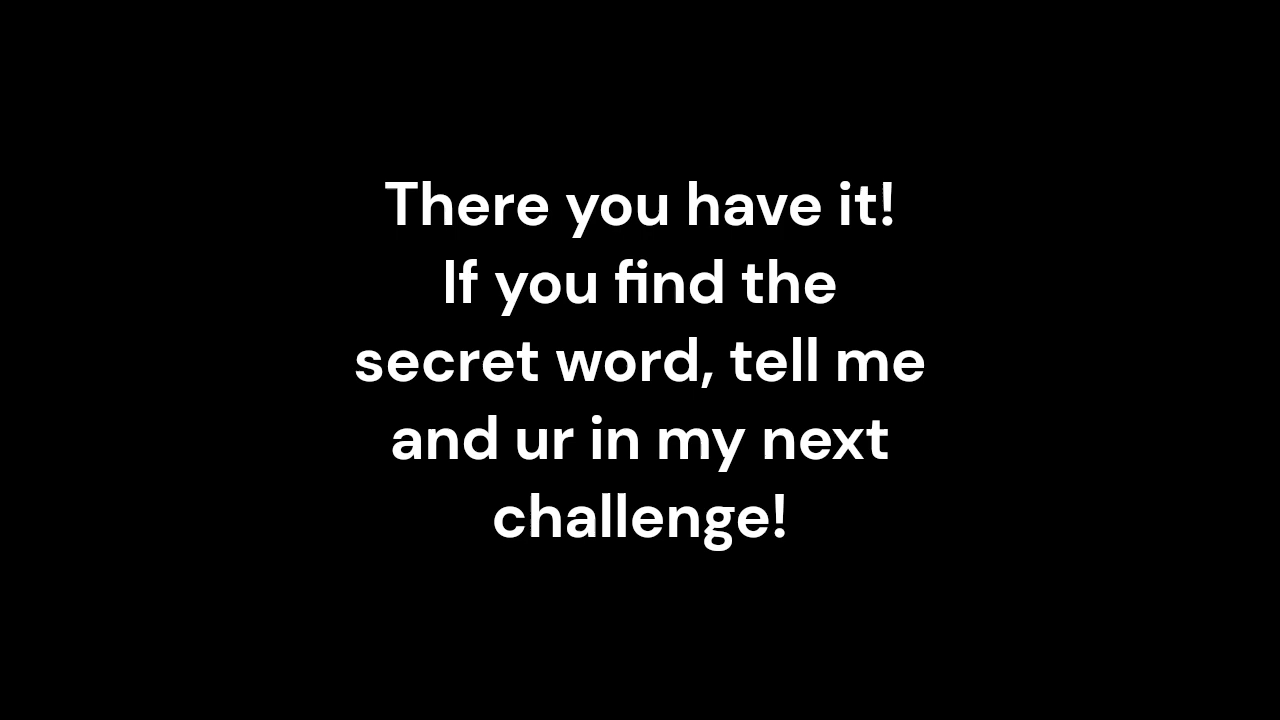 There you have it!
If you find the
secret word, tell me
and ur in my next
challenge!